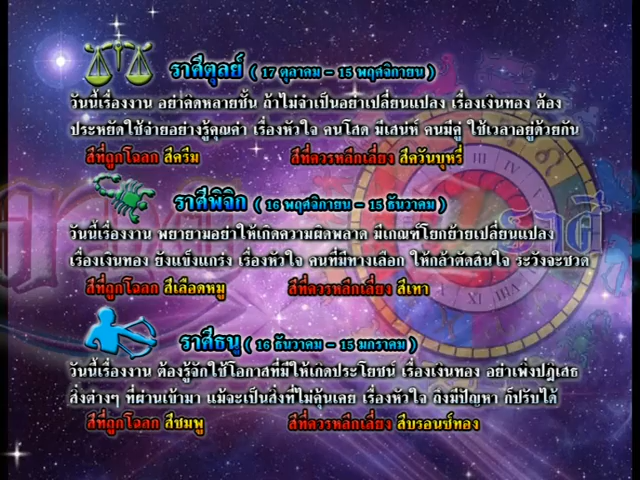 ราศีตุลย์ ( 17 ตุลาคม - 15 พฤศจิกายน )
วันนี้เรื่องงาน อย่าคิดหลายชั้น ถ้าไม่จำเป็นอย่าเปลี่ยนแปลง เรื่องเงินทอง ต้อง
ประหยัดใช้จ่ายอย่างรู้คุณค่า เรื่องหัวใจ คนโสด มีเสน่ห์ คนมีคู่ ใช้เวลาอยู่ด้วยกัน
สีที่ถูกโฉลก สีครีม สีที่ควรหลีกเลี่ยง สีควันบุหรี่
ราศีพิจิก ( 16 พฤศจิกายน - 15 ธันวาคม )
วันนี้เรื่องงาน พยายามอย่าให้เกิดความผิดพลาด มีเกณฑ์โยกย้ายเปลี่ยนแปลง
เรื่องเงินทอง ยังแข็งแกร่ง เรื่องหัวใจ คนที่มีทางเลือก ให้กล้าตัดสินใจ ระวังจะชวด
สีที่ถูกโฉลก สีเลือดหมู สีที่ควรหลีกเลี่ยง สีเทา
ราศีธนู ( 16 ธันวาคม - 15 มกราคม )
วันนี้เรื่องงาน ต้องรู้จักใช้โอกาสที่มีให้เกิดประโยชน์ เรื่องเงินทอง อย่าเพิ่งปฏิเสธ
สิ่งต่างๆ ที่ผ่านเข้ามา แม้จะเป็นสิ่งที่ไม่คุ้นเคย เรื่องหัวใจ ถึงมีปัญหา ก็ปรับได้
สีที่ถูกโฉลก สีชมพู สีที่ควรหลีกเลี่ยง สีบรอนซ์ทอง